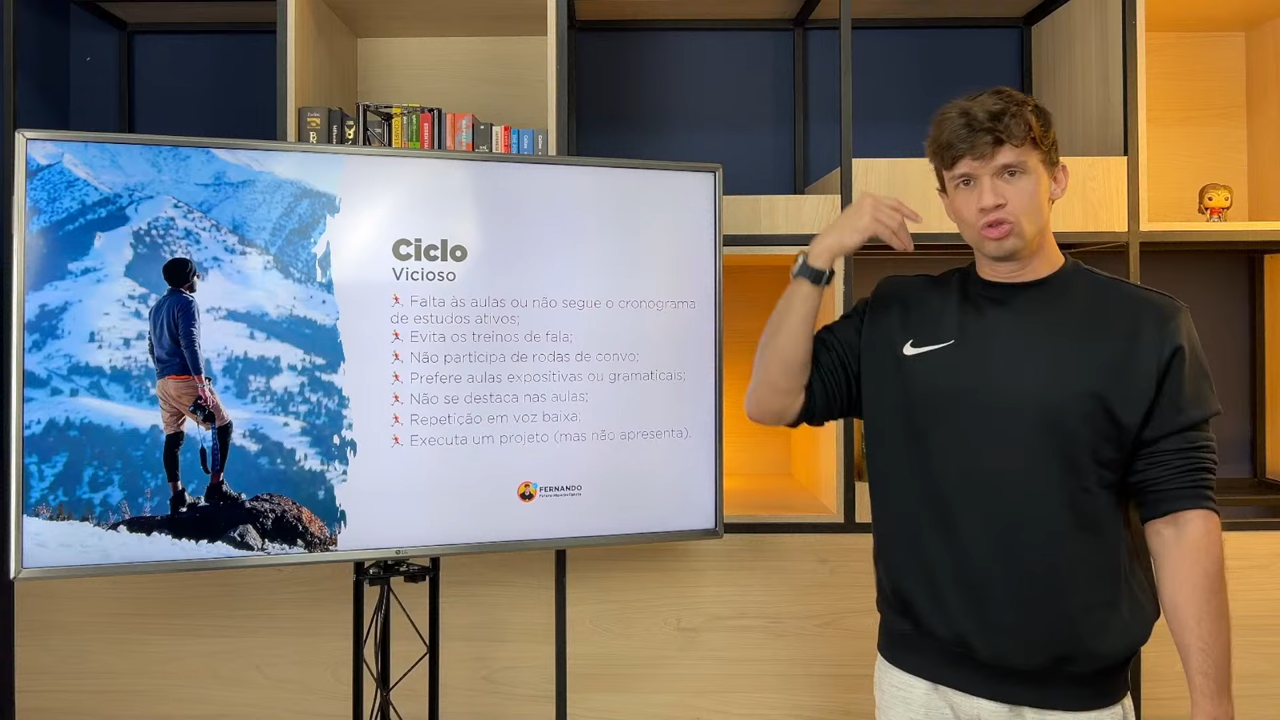 Ciclo
Vicioso
Falta às aulas ou não segue o cronograma
de estudos ativos;
Evita os treinos de fala;
Não participa de rodas de convo;
Prefere aulas expositivas ou gramaticais;
Não se destaca nas aulas;
Repetição em voz baixa;
Executa um projeto (mas não apresenta).
FERNANDO
LG